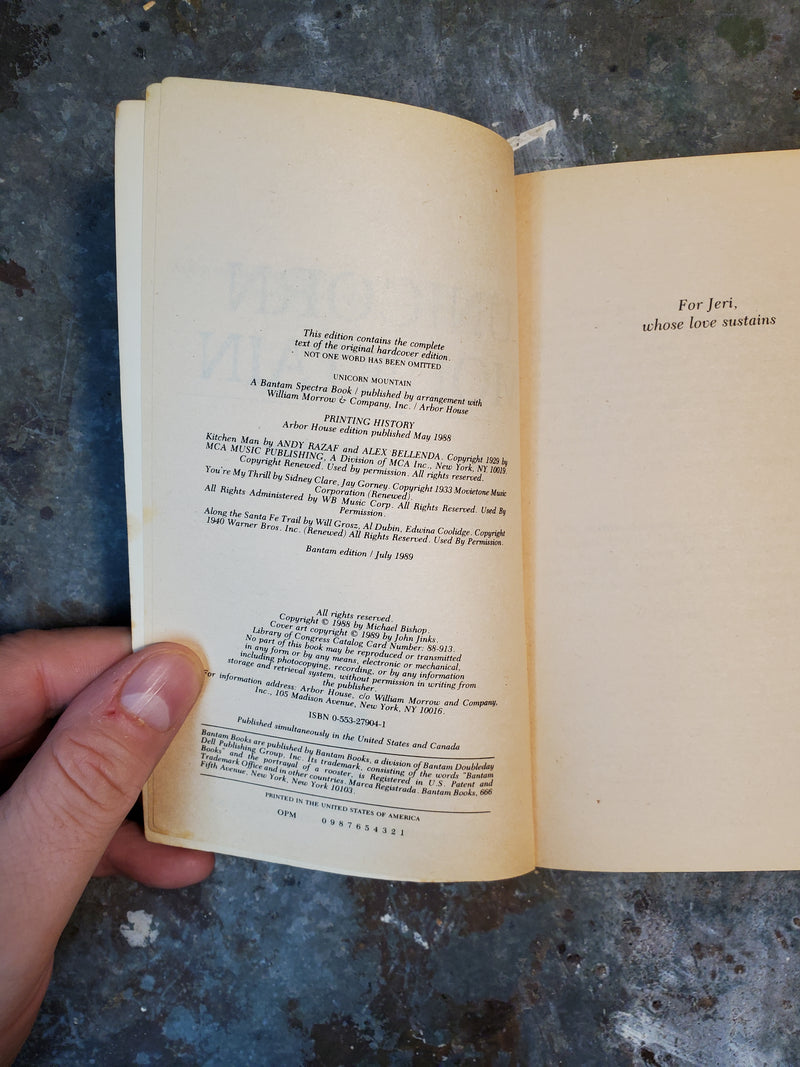 This edition contains the complete
text of the original hardcover edition.
NOT ONE WORD HAS BEEN OMITTED
UNICORN MOUNTAIN
A Bantam Spectra Book / published by arrangement with
William Morrow & Company, Inc. / Arbor House
PRINTING HISTORY
Arbor House edition published May 1988
Kitchen Man by ANDY RAZAF and ALEX BELLENDA. Copyright 1929 by
MCA MUSIC PUBLISHING, A Division of MCA Inc., New York, NY 10019.
Copyright Renewed. Used by permission. All rights reserved.
You're My Thrill by Sidney Clare, Jay Gorney. Copyright 1933 Movietone Music
Corporation (Renewed).
All Rights Administered by WB Music Corp. All Rights Reserved. Used By
Permission.
Along the Santa Fe Trail by Will Grosz, Al Dubin, Edwina Coolidge. Copyright
1940 Warner Bros. Inc. (Renewed) All Rights Reserved. Used By Permission.
Bantam edition / July 1989
All rights reserved.
Copyright © 1988 by Michael Bishop.
Cover art copyright © 1989 by John Jinks.
Library of Congress Catalog Card Number: 88-913.
No part of this book may be reproduced or transmitted
in any form or by any means, electronic or mechanical,
including photocopying, recording, or by any information
storage and retrieval system, without permission in writing from
the publisher.
For information address: Arbor House, c/o William Morrow and Company,
Inc., 105 Madison Avenue, New York, NY 10016.
ISBN 0-553-27904-1
Published simultaneously in the United States and Canada
Bantam Books are published by Bantam Books, a division of Bantam Doubleday
Dell Publishing Group, Inc. Its trademark, consisting of the words "Bantam
Books" and the portrayal of a rooster, is Registered in U.S. Patent and
Trademark Office and in other countries. Marca Registrada. Bantam Books, 666
Fifth Avenue, New York, New York 10103.
PRINTED IN THE UNITED STATES OF AMERICA
OPM 0 9 8 7 6 5 4 3 2 1
For Jeri,
whose love sustains